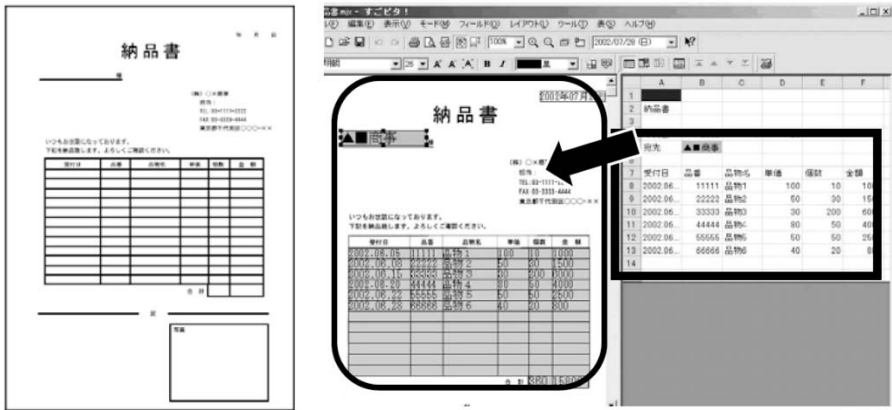 年 月 日
納品書
様
(株)○×商事
担当:
TEL:03-1111-2222
FAX 03-3333-4444
東京都千代田区○○○-××
いつもお世話になっております。
下記を納品致します。よろしくご確認ください。
受付日 品番 品物名 単価 個数 金 額
合 計
写真
品書.mpr - すごピタ!
編集(E) 表示(V) モード(M) フィールド(D) レイアウト(L) ツール(T) 表(S) ヘルプ(H)
100% 2002/07/29 (日)
26 A A A B I 黒
2002年07月
納品書
▲■商事
(株)○×商
担当:
TEL:03-1111-2
FAX 03-3333-4444
東京都千代田区○○○-××
いつもお世話になっております。
下記を納品致します。よろしくご確認ください。
受付日 品番 品物名 単価 個数 金 額
2002.06.05 11111 品物1 100 10 1000
2002.06.08 22222 品物2 50 30 1500
2002.06.15 33333 品物3 30 200 6000
2002.06.20 44444 品物4 80 50 4000
2002.06.22 55555 品物5 50 50 2500
2002.06.28 66666 品物6 40 20 800
合 計 360 15800
A B C D E F
1
2 納品書
3
宛先 ▲■商事
7 受付日 品番 品物名 単価 個数 金額
8 2002.06... 11111 品物1 100 10 100
9 2002.06... 22222 品物2 50 30 150
10 2002.06... 33333 品物3 30 200 600
11 2002.06... 44444 品物4 80 50 400
12 2002.06... 55555 品物5 50 50 250
13 2002.06... 66666 品物6 40 20 80
14